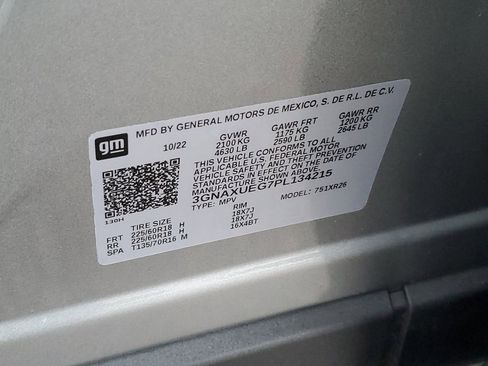 gm
MFD BY GENERAL MOTORS DE MEXICO, S. DE R.L. DE C.V.
10/22 GVWR GAWR FRT GAWR RR
2100 KG 1175 KG 1200 KG
4630 LB 2590 LB 2645 LB
THIS VEHICLE CONFORMS TO ALL
APPLICABLE U.S. FEDERAL MOTOR
VEHICLE SAFETY AND THEFT PREVENTION
STANDARDS IN EFFECT ON THE DATE OF
MANUFACTURE SHOWN ABOVE.
3GNAXUEG7PL134215
TYPE: MPV MODEL: 751XR26
139H
TIRE SIZE RIM
FRT 225/60R18 H 18X7J
RR 225/60R18 H 18X7J
SPA T135/70R16 M 16X4BT